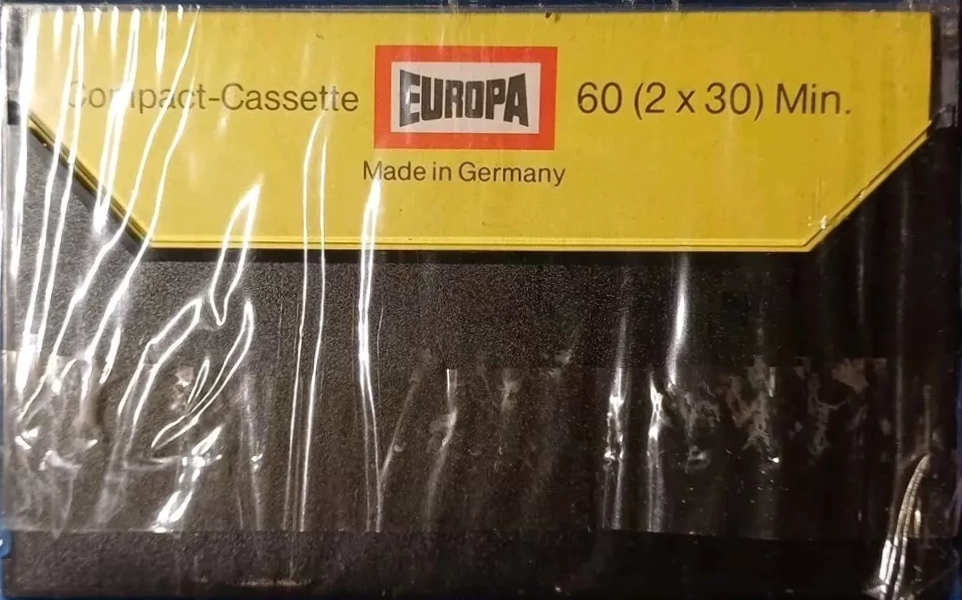 Compact-Cassette EUROPA 60 (2 x 30) Min.
Made in Germany